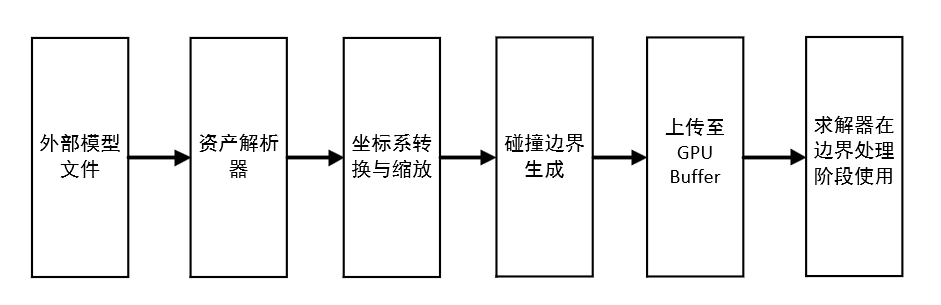 外部模型
文件
资产解析
器
坐标系转
换与缩放
碰撞边界
生成
上传至
GPU
Buffer
求解器在
边界处理
阶段使用